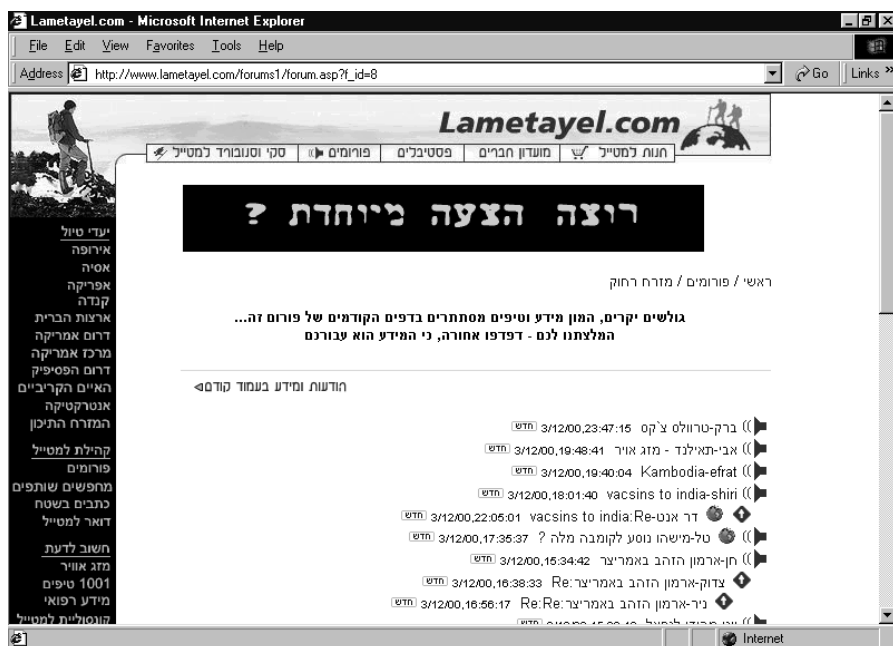 Lametayel.com - Microsoft Internet Explorer
File Edit View Favorites Tools Help
Address http://www.lametayel.com/forums1/forum.asp?f_id=8 Go Links »
Lametayel.com
חנות למטייל | מועדון חברים | פסטיבלים | פורומים | סקי וסנובורד למטייל
רוצה הצעה מיוחדת ?
ראשי / פורומים / מזרח רחוק
גולשים יקרים, המון מידע וטיפים מסתתרים בדפים הקודמים של פורום זה...
המלצתנו לכם - דפדפו אחורה, כי המידע הוא עבורכם
הודעות ומידע בעמוד קודם
ברק-טרוולס צ'קס 3/12/00,23:47:15 חדש
אבי-תאילנד - מזג אויר 3/12/00,19:48:41 חדש
Kambodia-efrat 3/12/00,19:40:04 חדש
vacsins to india-shiri 3/12/00,18:01:40 חדש
דר אנט-vacsins to india:Re 3/12/00,22:05:01 חדש
טל-מישהו נוסע לקומבה מלה ? 3/12/00,17:35:37 חדש
חן-ארמון הזהב באמריצר 3/12/00,15:34:42 חדש
צדוק-ארמון הזהב באמריצר:Re 3/12/00,16:38:33 חדש
ניר-ארמון הזהב באמריצר:Re:Re 3/12/00,16:56:17 חדש
יעדי טיול
אירופה
אסיה
אפריקה
קנדה
ארצות הברית
דרום אמריקה
מרכז אמריקה
דרום הפסיפיק
האיים הקריביים
אנטרקטיקה
המזרח התיכון
קהילת למטייל
פורומים
מחפשים שותפים
כתבים בשטח
דואר למטייל
חשוב לדעת
מזג אוויר
1001 טיפים
מידע רפואי
קונסוליית למטייל
Internet